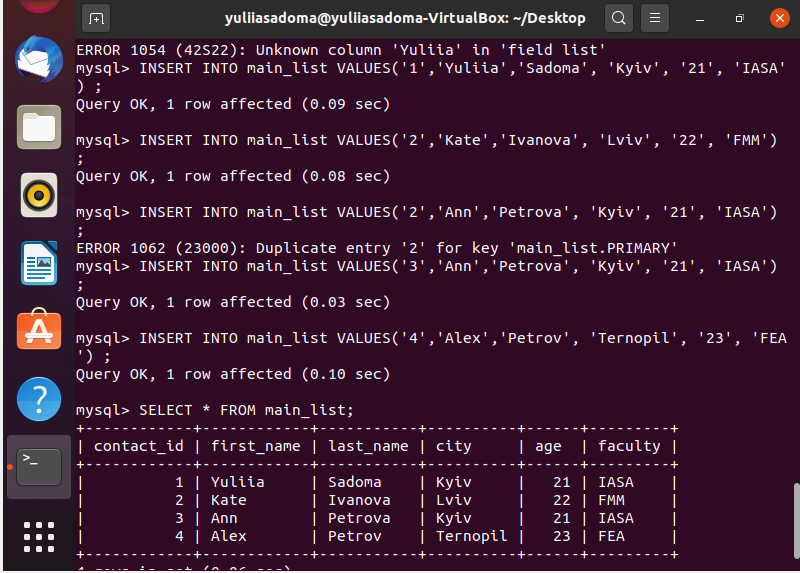 yuliiasadoma@yuliiasadoma-VirtualBox: ~/Desktop
ERROR 1054 (42S22): Unknown column 'Yuliia' in 'field list'
mysql> INSERT INTO main_list VALUES('1','Yuliia','Sadoma', 'Kyiv', '21', 'IASA'
) ;
Query OK, 1 row affected (0.09 sec)
mysql> INSERT INTO main_list VALUES('2','Kate','Ivanova', 'Lviv', '22', 'FMM')
;
Query OK, 1 row affected (0.08 sec)
mysql> INSERT INTO main_list VALUES('2','Ann','Petrova', 'Kyiv', '21', 'IASA')
;
ERROR 1062 (23000): Duplicate entry '2' for key 'main_list.PRIMARY'
mysql> INSERT INTO main_list VALUES('3','Ann','Petrova', 'Kyiv', '21', 'IASA')
;
Query OK, 1 row affected (0.03 sec)
mysql> INSERT INTO main_list VALUES('4','Alex','Petrov', 'Ternopil', '23', 'FEA
') ;
Query OK, 1 row affected (0.10 sec)
mysql> SELECT * FROM main_list;
+------------+------------+-----------+----------+------+---------+
| contact_id | first_name | last_name | city     | age  | faculty |
+------------+------------+-----------+----------+------+---------+
|          1 | Yuliia     | Sadoma    | Kyiv     |   21 | IASA    |
|          2 | Kate       | Ivanova   | Lviv     |   22 | FMM     |
|          3 | Ann        | Petrova   | Kyiv     |   21 | IASA    |
|          4 | Alex       | Petrov    | Ternopil |   23 | FEA     |
+------------+------------+-----------+----------+------+---------+
4 rows in set (0.06 sec)